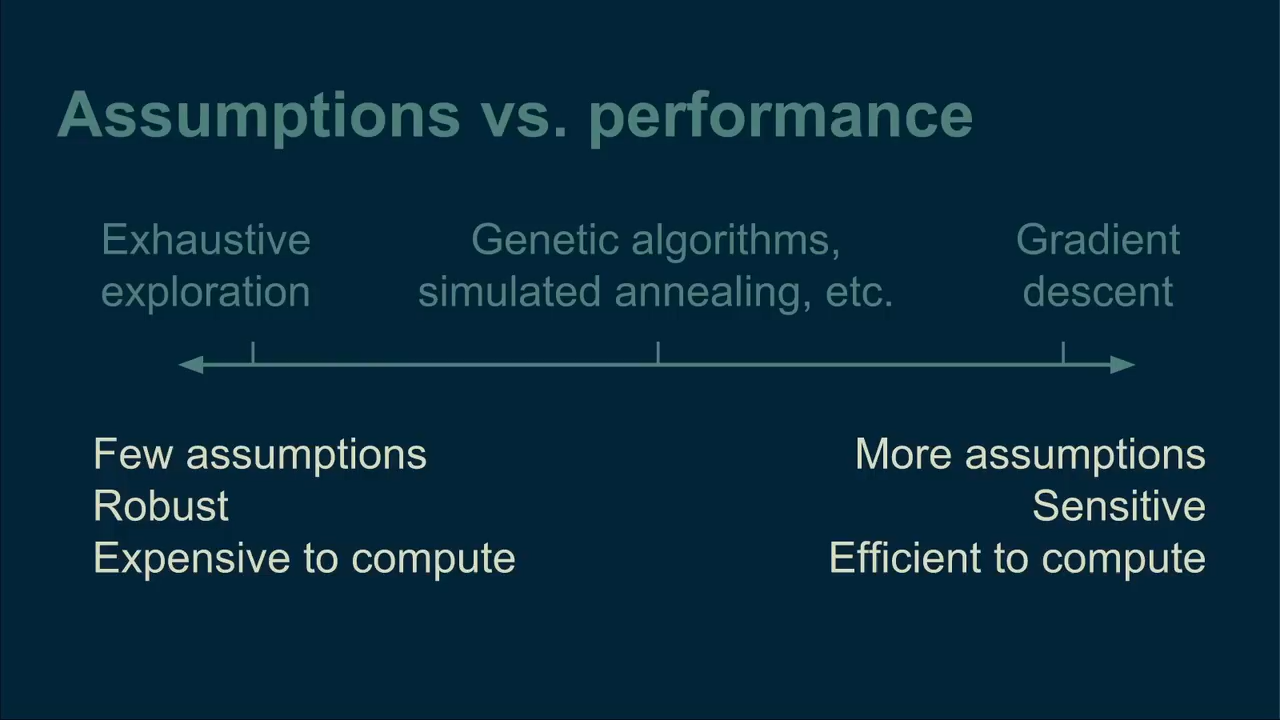 Assumptions vs. performance
Exhaustive
exploration
Genetic algorithms,
simulated annealing, etc.
Gradient
descent
Few assumptions
Robust
Expensive to compute
More assumptions
Sensitive
Efficient to compute